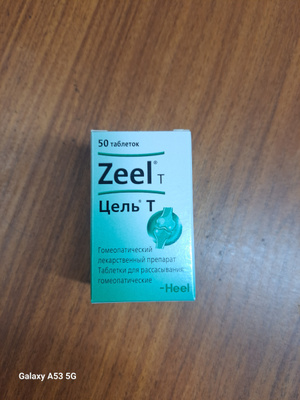 50 таблеток
Zeel® T
Цель® Т
Гомеопатический
лекарственный препарат
Таблетки для рассасывания
гомеопатические
-Heel
Galaxy A53 5G